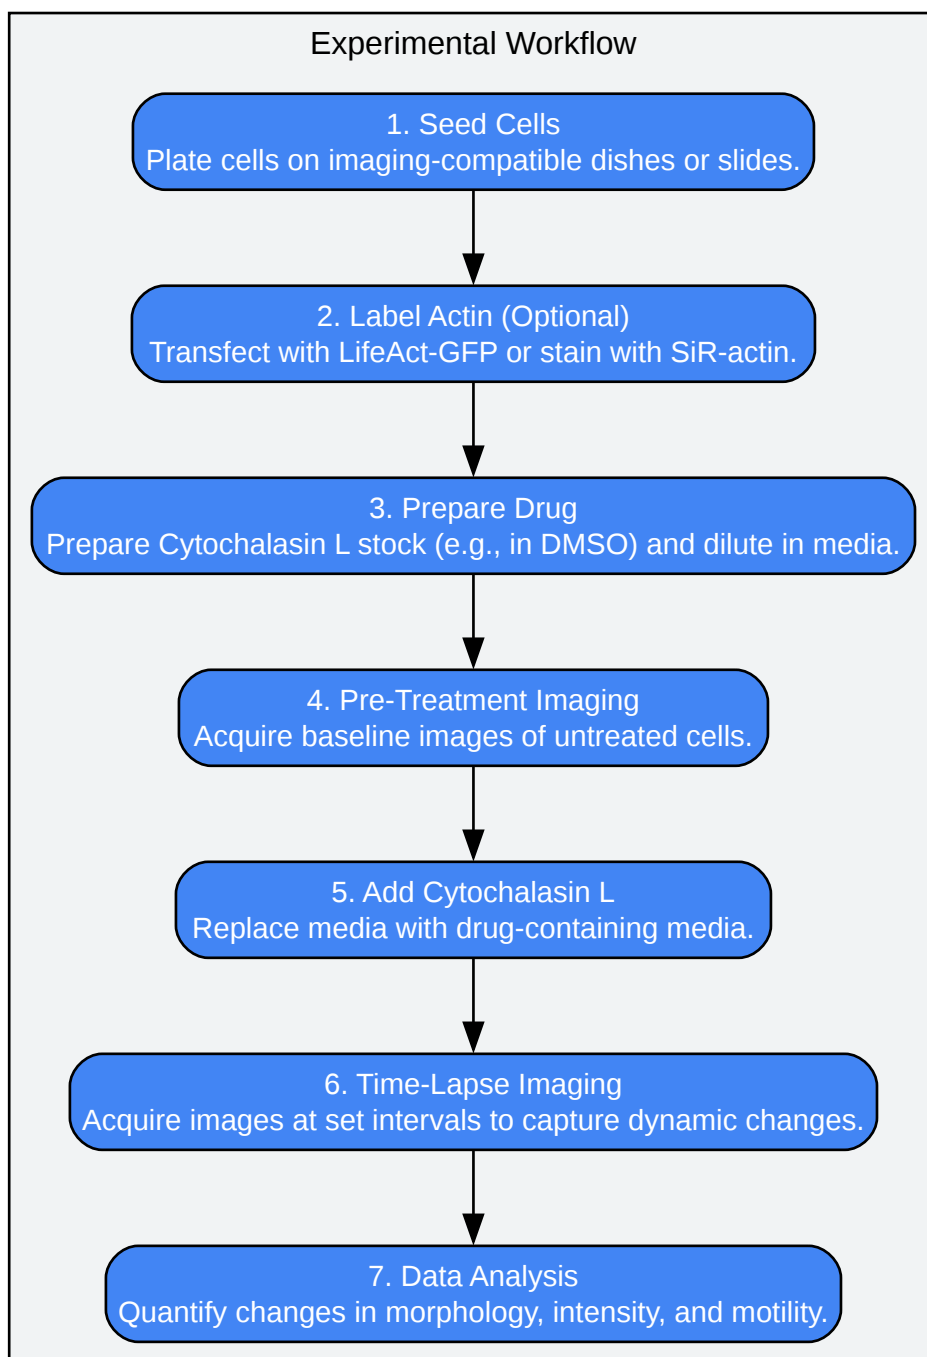 Experimental Workflow
1. Seed Cells
Plate cells on imaging-compatible dishes or slides.
2. Label Actin (Optional)
Transfect with LifeAct-GFP or stain with SiR-actin.
3. Prepare Drug
Prepare Cytochalasin L stock (e.g., in DMSO) and dilute in media.
4. Pre-Treatment Imaging
Acquire baseline images of untreated cells.
5. Add Cytochalasin L
Replace media with drug-containing media.
6. Time-Lapse Imaging
Acquire images at set intervals to capture dynamic changes.
7. Data Analysis
Quantify changes in morphology, intensity, and motility.